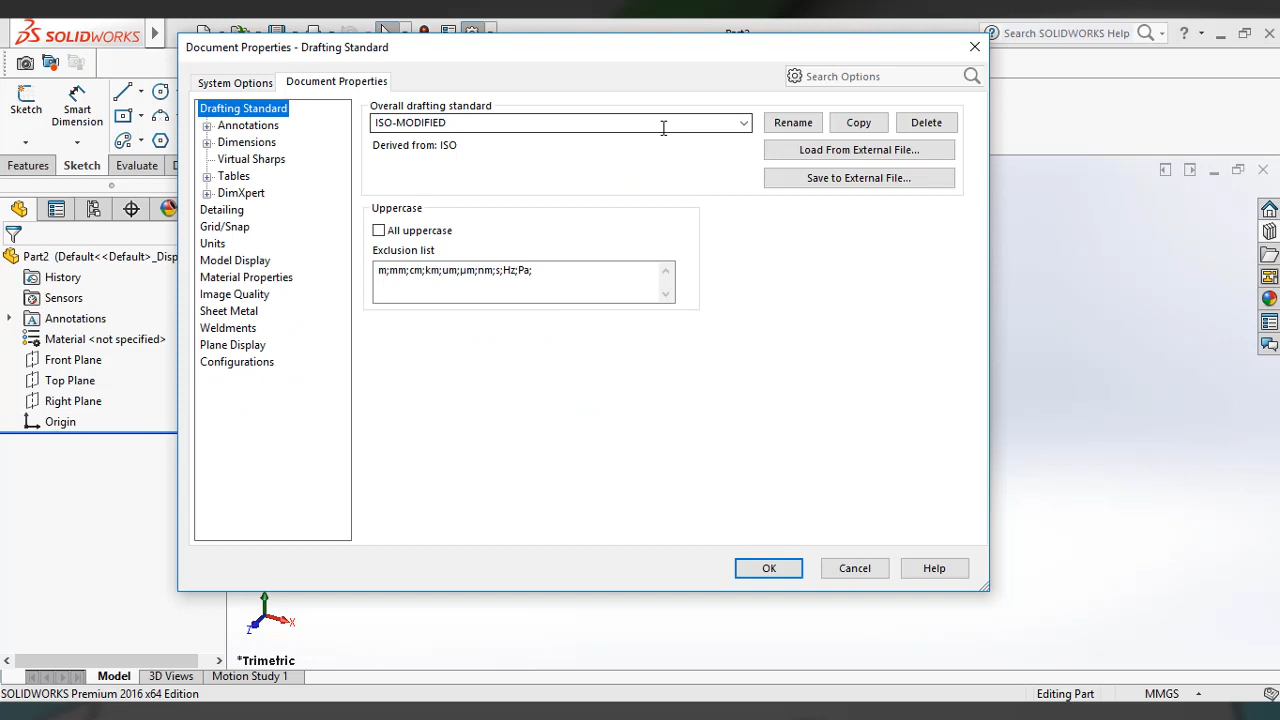 SOLIDWORKS
Search SOLIDWORKS Help
?
Document Properties - Drafting Standard
System Options
Document Properties
Search Options
Sketch
Smart
Dimension
Features
Sketch
Evaluate
Part2 (Default<<Default>_Disp
History
Sensors
Annotations
Material <not specified>
Front Plane
Top Plane
Right Plane
Origin
Drafting Standard
Annotations
Dimensions
Virtual Sharps
Tables
DimXpert
Detailing
Grid/Snap
Units
Model Display
Material Properties
Image Quality
Sheet Metal
Weldments
Plane Display
Configurations
Overall drafting standard
ISO-MODIFIED
Rename
Copy
Delete
Derived from: ISO
Load From External File...
Save to External File...
Uppercase
All uppercase
Exclusion list
m;mm;cm;km;um;µm;nm;s;Hz;Pa;
OK
Cancel
Help
Z
X
*Trimetric
Model
3D Views
Motion Study 1
SOLIDWORKS Premium 2016 x64 Edition
Editing Part
MMGS